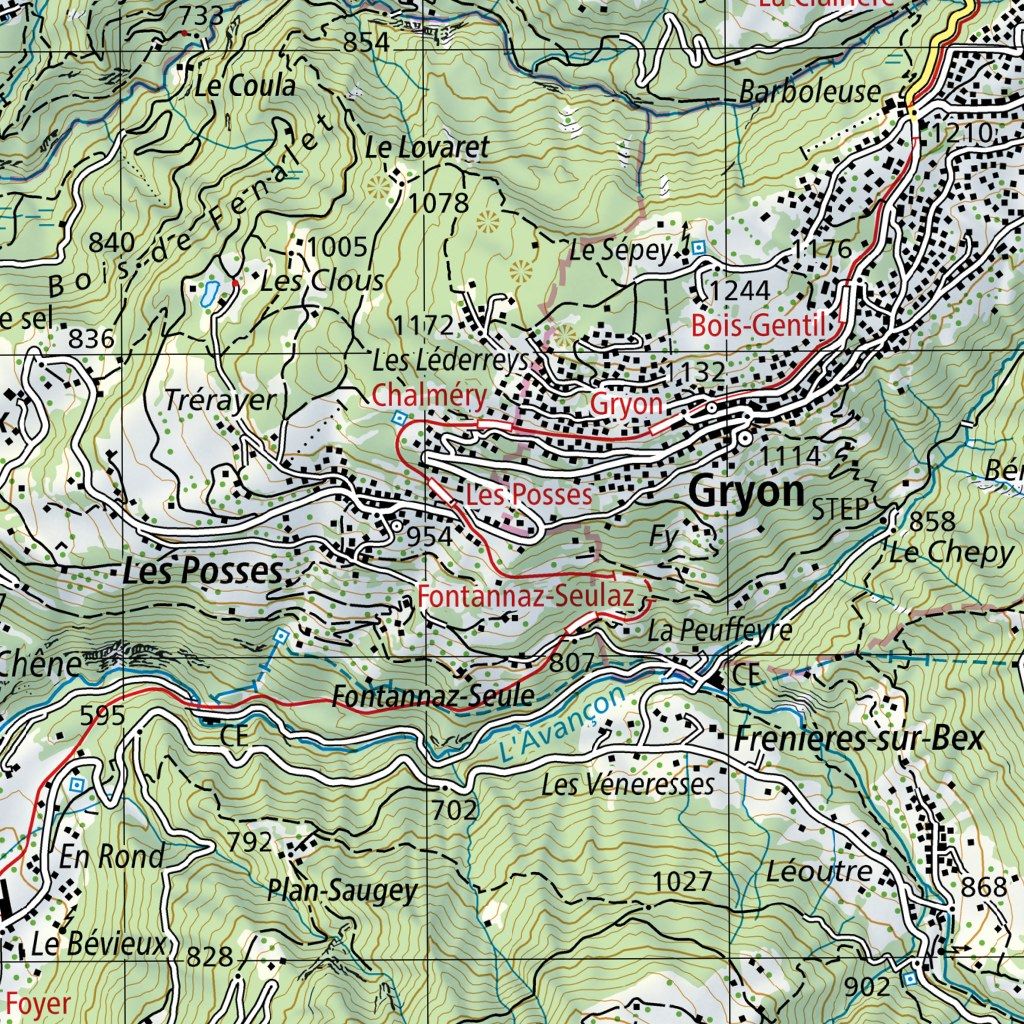 733
854
Le Coula
Barboleuse
1210
Le Lovaret
1078
Bois de Fenalet
840
1005
Les Clous
Le Sépey
1176
1244
Bois-Gentil
e sel
836
1172
Les Léderreys
1132
Chalméry
Gryon
Trérayer
1114
Les Posses
Gryon
STEP
858
Fy
954
Le Chepy
Les Posses
Fontannaz-Seulaz
La Peuffeyre
Chêne
807
CE
Fontannaz-Seule
L'Avançon
595
CE
Frenières-sur-Bex
Les Véneresses
702
792
En Rond
Léoutre
Plan-Saugey
1027
868
Le Bévieux
828
902
Foyer